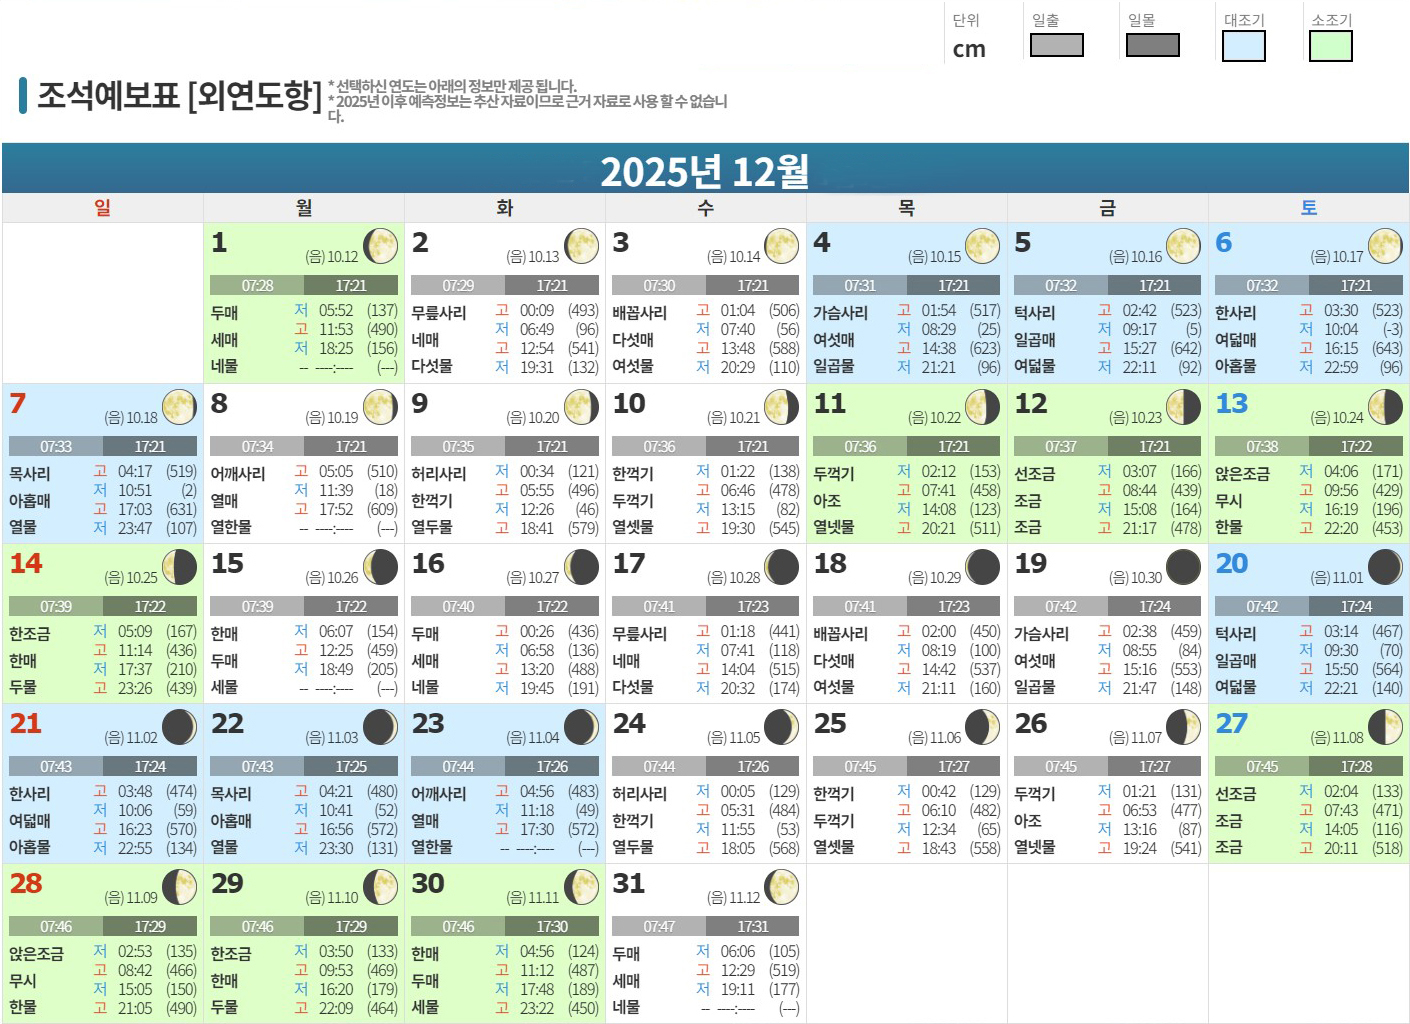 단위 일출 일몰 대조기 소조기
cm
조석예보표 [외연도항]
* 선택하신 연도는 아래의 정보만 제공 됩니다.
* 2025년 이후 예측정보는 추산 자료이므로 근거 자료로 사용 할 수 없습니
다.
2025년 12월
일 월 화 수 목 금 토
1
(음) 10.12
07:28 17:21
두매 세매 네물
저 05:52 (137)
고 11:53 (490)
저 18:25 (156)
-- ----:---- (---)
2
(음) 10.13
07:29 17:21
무릎사리 네매 다섯물
고 00:09 (493)
저 06:49 (96)
고 12:54 (541)
저 19:31 (132)
3
(음) 10.14
07:30 17:21
배꼽사리 다섯매 여섯물
고 01:04 (506)
저 07:40 (56)
고 13:48 (588)
저 20:29 (110)
4
(음) 10.15
07:31 17:21
가슴사리 여섯매 일곱물
고 01:54 (517)
저 08:29 (25)
고 14:38 (623)
저 21:21 (96)
5
(음) 10.16
07:32 17:21
턱사리 일곱매 여덟물
고 02:42 (523)
저 09:17 (5)
고 15:27 (642)
저 22:11 (92)
6
(음) 10.17
07:32 17:21
한사리 여덟매 아홉물
고 03:30 (523)
저 10:04 (-3)
고 16:15 (643)
저 22:59 (96)
7
(음) 10.18
07:33 17:21
목사리 아홉매 열물
고 04:17 (519)
저 10:51 (2)
고 17:03 (631)
저 23:47 (107)
8
(음) 10.19
07:34 17:21
어깨사리 열매 열한물
고 05:05 (510)
저 11:39 (18)
고 17:52 (609)
-- ----:---- (---)
9
(음) 10.20
07:35 17:21
허리사리 한꺽기 열두물
저 00:34 (121)
고 05:55 (496)
저 12:26 (46)
고 18:41 (579)
10
(음) 10.21
07:36 17:21
한꺽기 두꺽기 열셋물
저 01:22 (138)
고 06:46 (478)
저 13:15 (82)
고 19:30 (545)
11
(음) 10.22
07:36 17:21
두꺽기 아조 열넷물
저 02:12 (153)
고 07:41 (458)
저 14:08 (123)
고 20:21 (511)
12
(음) 10.23
07:37 17:21
선조금 조금 조금
저 03:07 (166)
고 08:44 (439)
저 15:08 (164)
고 21:17 (478)
13
(음) 10.24
07:38 17:22
앉은조금 무시 한물
저 04:06 (171)
고 09:56 (429)
저 16:19 (196)
고 22:20 (453)
14
(음) 10.25
07:39 17:22
한조금 한매 두물
저 05:09 (167)
고 11:14 (436)
저 17:37 (210)
고 23:26 (439)
15
(음) 10.26
07:39 17:22
한매 두매 세물
저 06:07 (154)
고 12:25 (459)
저 18:49 (205)
-- ----:---- (---)
16
(음) 10.27
07:40 17:22
두매 세매 네물
고 00:26 (436)
저 06:58 (136)
고 13:20 (488)
저 19:45 (191)
17
(음) 10.28
07:41 17:23
무릎사리 네매 다섯물
고 01:18 (441)
저 07:41 (118)
고 14:04 (515)
저 20:32 (174)
18
(음) 10.29
07:41 17:23
배꼽사리 다섯매 여섯물
고 02:00 (450)
저 08:19 (100)
고 14:42 (537)
저 21:11 (160)
19
(음) 10.30
07:42 17:24
가슴사리 여섯매 일곱물
고 02:38 (459)
저 08:55 (84)
고 15:16 (553)
저 21:47 (148)
20
(음) 11.01
07:42 17:24
턱사리 일곱매 여덟물
고 03:14 (467)
저 09:30 (70)
고 15:50 (564)
저 22:21 (140)
21
(음) 11.02
07:43 17:24
한사리 여덟매 아홉물
고 03:48 (474)
저 10:06 (59)
고 16:23 (570)
저 22:55 (134)
22
(음) 11.03
07:43 17:25
목사리 아홉매 열물
고 04:21 (480)
저 10:41 (52)
고 16:56 (572)
저 23:30 (131)
23
(음) 11.04
07:44 17:26
어깨사리 열매 열한물
고 04:56 (483)
저 11:18 (49)
고 17:30 (572)
-- ----:---- (---)
24
(음) 11.05
07:44 17:26
허리사리 한꺽기 열두물
저 00:05 (129)
고 05:31 (484)
저 11:55 (53)
고 18:05 (568)
25
(음) 11.06
07:45 17:27
한꺽기 두꺽기 열셋물
저 00:42 (129)
고 06:10 (482)
저 12:34 (65)
고 18:43 (558)
26
(음) 11.07
07:45 17:27
두꺽기 아조 열넷물
저 01:21 (131)
고 06:53 (477)
저 13:16 (87)
고 19:24 (541)
27
(음) 11.08
07:45 17:28
선조금 조금 조금
저 02:04 (133)
고 07:43 (471)
저 14:05 (116)
고 20:11 (518)
28
(음) 11.09
07:46 17:29
앉은조금 무시 한물
저 02:53 (135)
고 08:42 (466)
저 15:05 (150)
고 21:05 (490)
29
(음) 11.10
07:46 17:29
한조금 한매 두물
저 03:50 (133)
고 09:53 (469)
저 16:20 (179)
고 22:09 (464)
30
(음) 11.11
07:46 17:30
한매 두매 세물
저 04:56 (124)
고 11:12 (487)
저 17:48 (189)
고 23:22 (450)
31
(음) 11.12
07:47 17:31
두매 세매 네물
저 06:06 (105)
고 12:29 (519)
저 19:11 (177)
-- ----:---- (---)